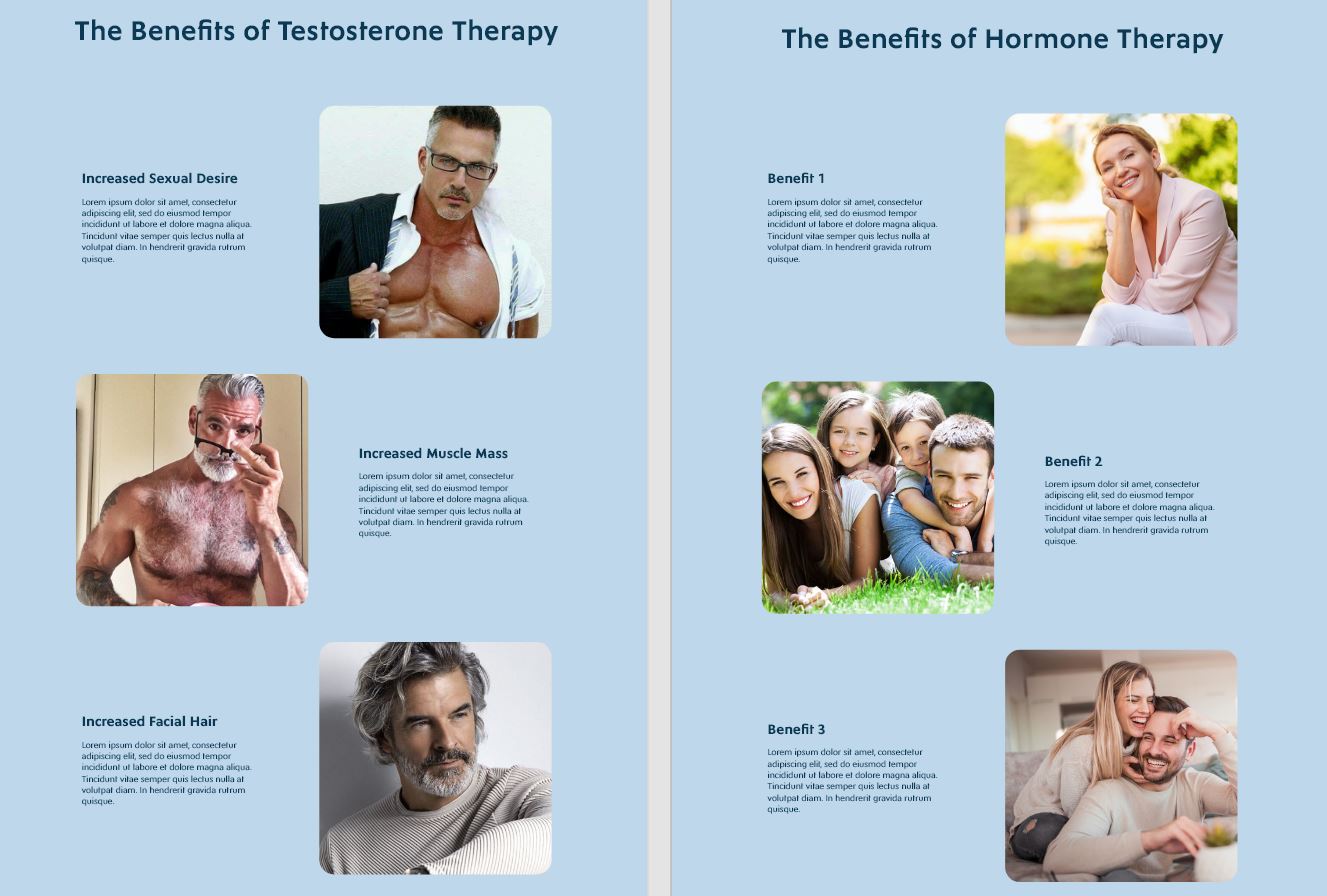 The Benefits of Testosterone Therapy
Increased Sexual Desire
Lorem ipsum dolor sit amet, consectetur
adipiscing elit, sed do eiusmod tempor
incididunt ut labore et dolore magna aliqua.
Tincidunt vitae semper quis lectus nulla at
volutpat diam. In hendrerit gravida rutrum
quisque.
Increased Muscle Mass
Lorem ipsum dolor sit amet, consectetur
adipiscing elit, sed do eiusmod tempor
incididunt ut labore et dolore magna aliqua.
Tincidunt vitae semper quis lectus nulla at
volutpat diam. In hendrerit gravida rutrum
quisque.
Increased Facial Hair
Lorem ipsum dolor sit amet, consectetur
adipiscing elit, sed do eiusmod tempor
incididunt ut labore et dolore magna aliqua.
Tincidunt vitae semper quis lectus nulla at
volutpat diam. In hendrerit gravida rutrum
quisque.
The Benefits of Hormone Therapy
Benefit 1
Lorem ipsum dolor sit amet, consectetur
adipiscing elit, sed do eiusmod tempor
incididunt ut labore et dolore magna aliqua.
Tincidunt vitae semper quis lectus nulla at
volutpat diam. In hendrerit gravida rutrum
quisque.
Benefit 2
Lorem ipsum dolor sit amet, consectetur
adipiscing elit, sed do eiusmod tempor
incididunt ut labore et dolore magna aliqua.
Tincidunt vitae semper quis lectus nulla at
volutpat diam. In hendrerit gravida rutrum
quisque.
Benefit 3
Lorem ipsum dolor sit amet, consectetur
adipiscing elit, sed do eiusmod tempor
incididunt ut labore et dolore magna aliqua.
Tincidunt vitae semper quis lectus nulla at
volutpat diam. In hendrerit gravida rutrum
quisque.